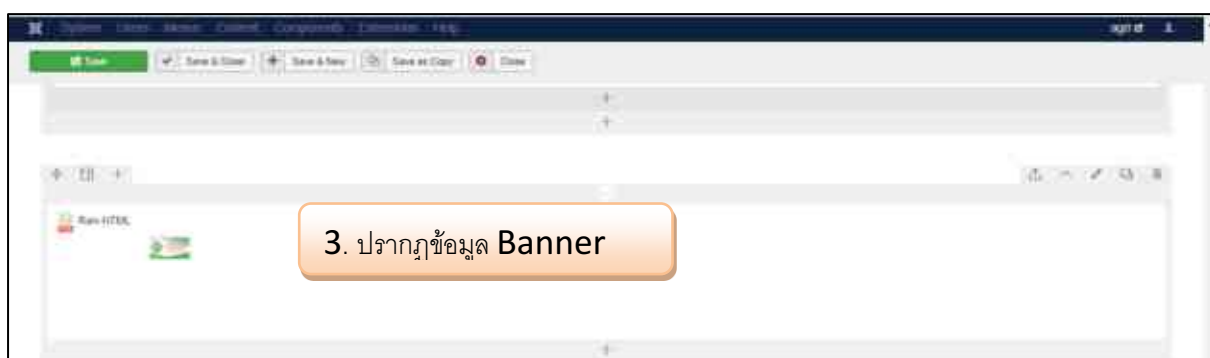 System Users Menus Content Components Extensions Help
Save Save & Close Save & New Save as Copy Close
Raw HTML
3. ปรากฏข้อมูล Banner